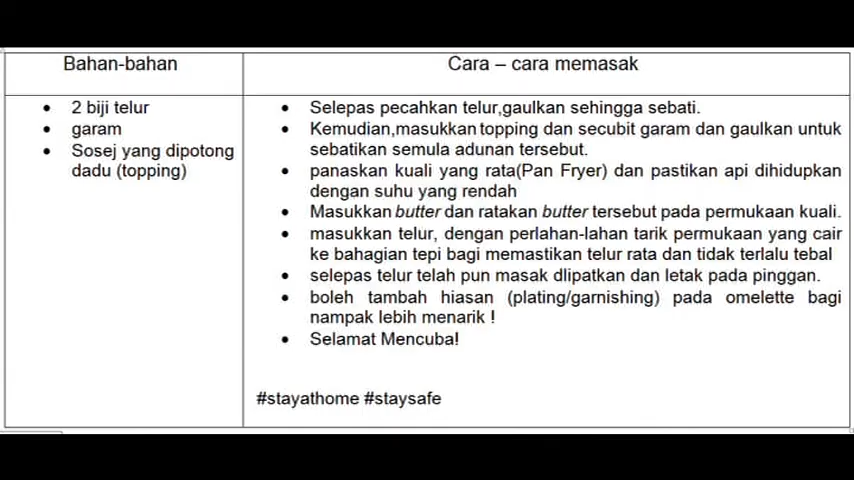 Bahan-bahan
Cara – cara memasak
• 2 biji telur
• garam
• Sosej yang dipotong
dadu (topping)
• Selepas pecahkan telur,gaulkan sehingga sebati.
• Kemudian,masukkan topping dan secubit garam dan gaulkan untuk
sebatikan semula adunan tersebut.
• panaskan kuali yang rata(Pan Fryer) dan pastikan api dihidupkan
dengan suhu yang rendah
• Masukkan butter dan ratakan butter tersebut pada permukaan kuali.
• masukkan telur, dengan perlahan-lahan tarik permukaan yang cair
ke bahagian tepi bagi memastikan telur rata dan tidak terlalu tebal
• selepas telur telah pun masak dlipatkan dan letak pada pinggan.
• boleh tambah hiasan (plating/garnishing) pada omelette bagi
nampak lebih menarik !
• Selamat Mencuba!
#stayathome #staysafe